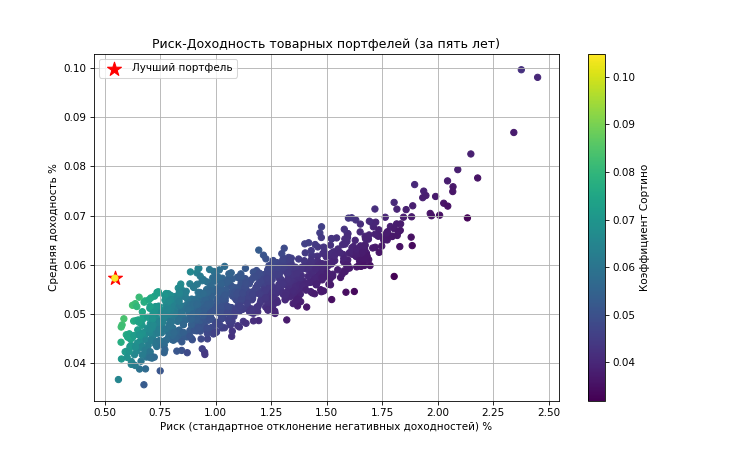 Риск-Доходность товарных портфелей (за пять лет)
Лучший портфель
Средняя доходность %
0.10
0.09
0.08
0.07
0.06
0.05
0.04
0.50 0.75 1.00 1.25 1.50 1.75 2.00 2.25 2.50
Риск (стандартное отклонение негативных доходностей) %
0.10
0.09
0.08
0.07
0.06
0.05
0.04
Коэффициент Сортино